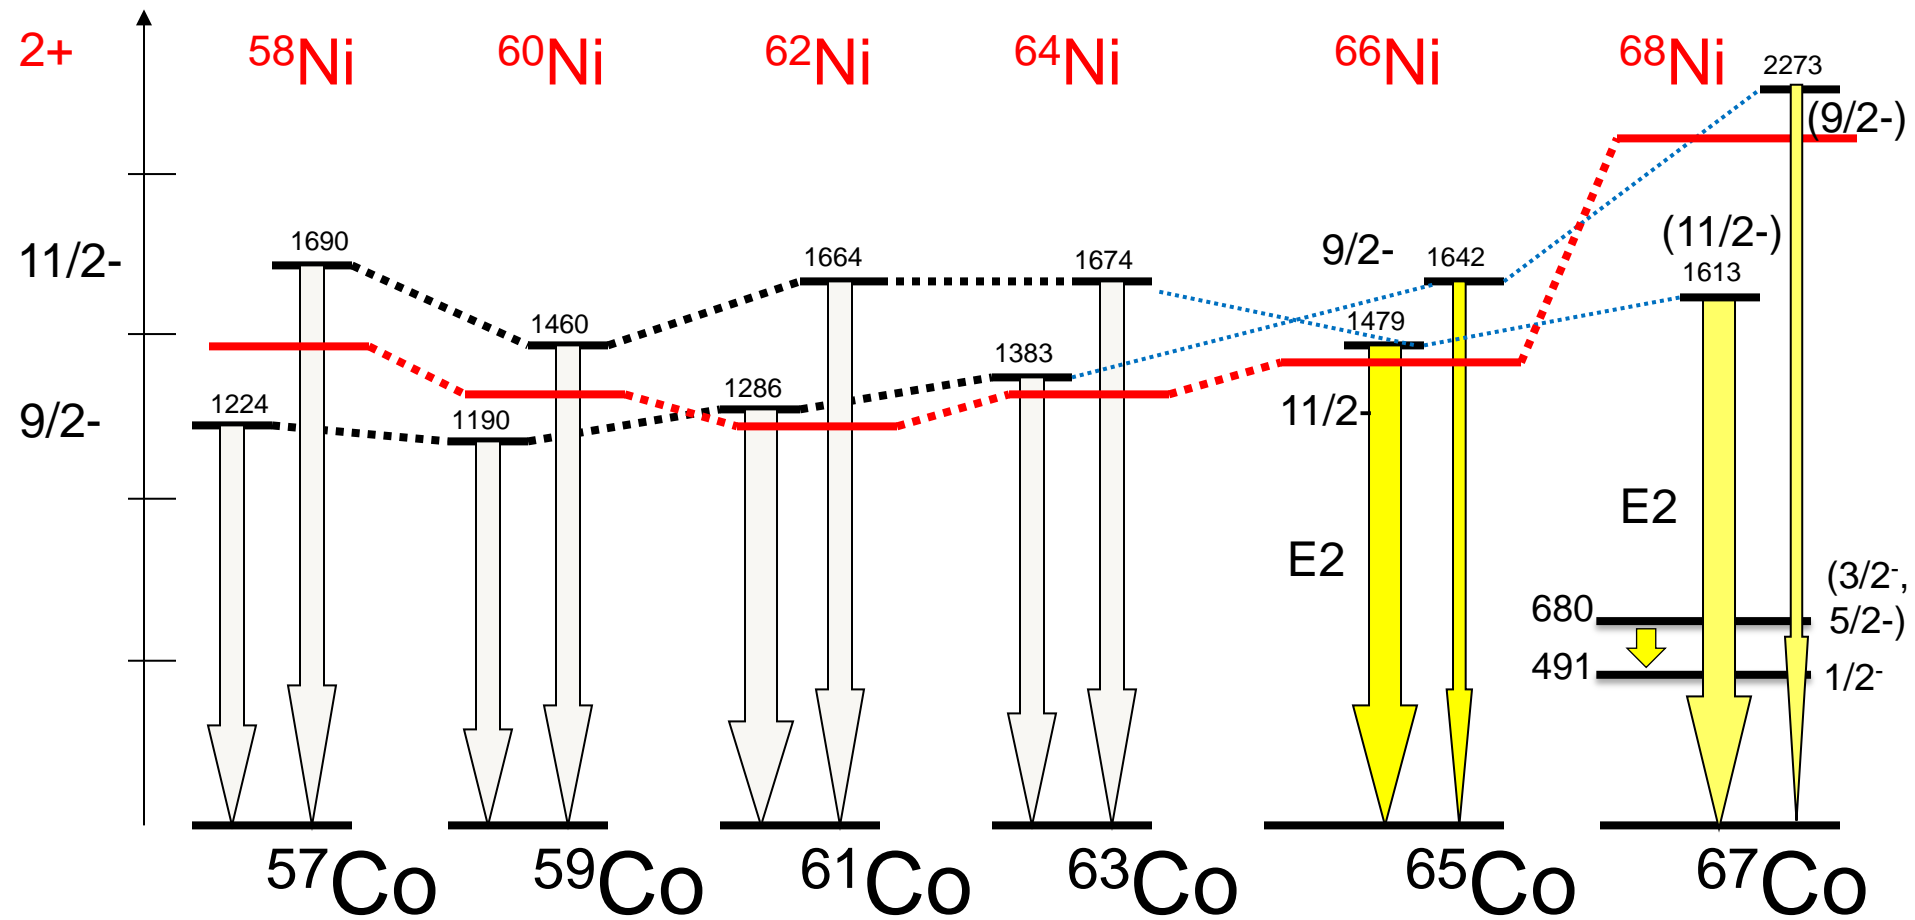 2+ ⁵⁸Ni ⁶⁰Ni ⁶²Ni ⁶⁴Ni ⁶⁶Ni ⁶⁸Ni
2273
(9/2-)
11/2- 1690 1460 1664 1674 9/2- 1642 (11/2-)
1613
1479
9/2- 1224 1190 1286 1383 11/2-
E2 E2
680 (3/2⁻,
5/2-)
491 1/2⁻
⁵⁷Co ⁵⁹Co ⁶¹Co ⁶³Co ⁶⁵Co ⁶⁷Co